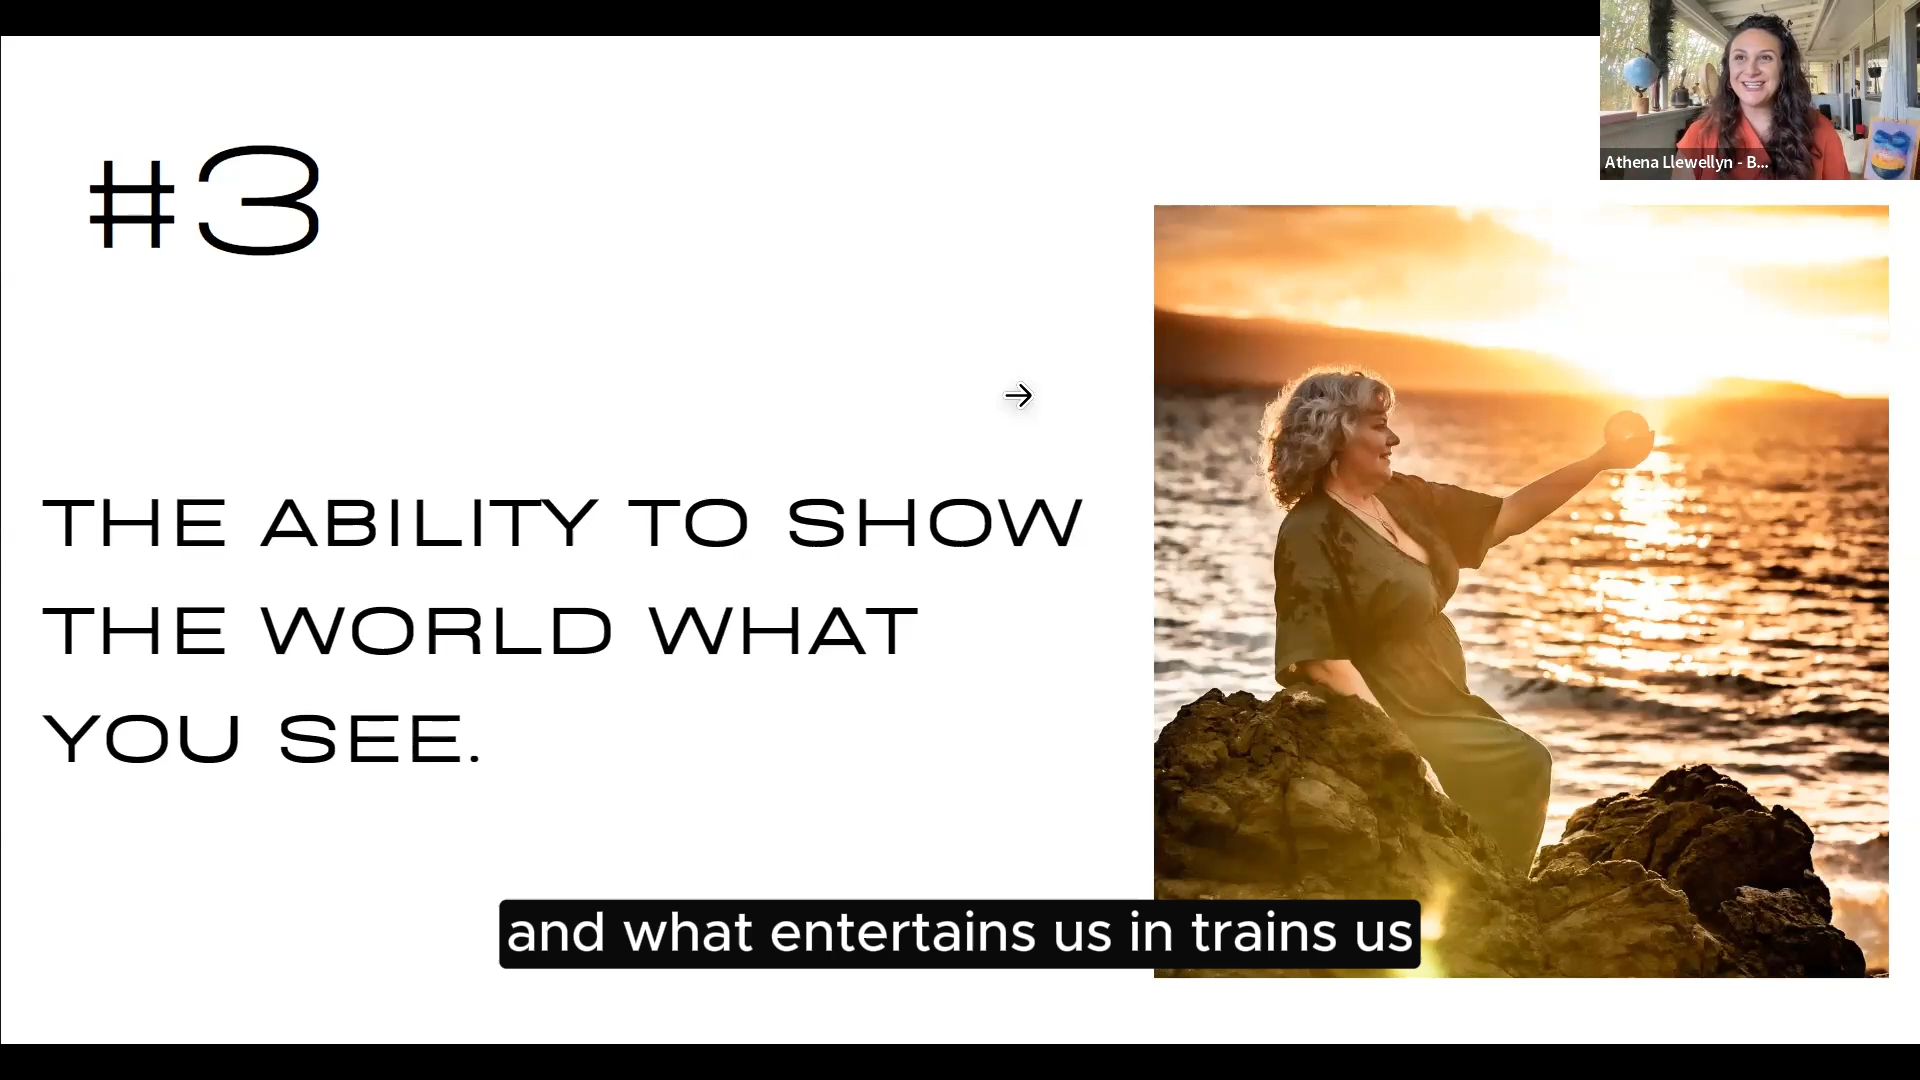 #3
Athena Llewellyn - B...
THE ABILITY TO SHOW
THE WORLD WHAT
YOU SEE.
and what entertains us in trains us